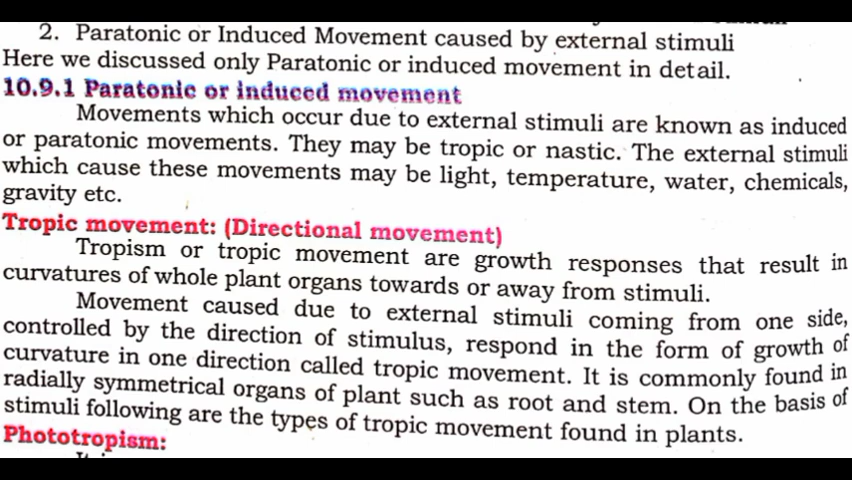 2. Paratonic or Induced Movement caused by external stimuli
Here we discussed only Paratonic or induced movement in detail.
10.9.1 Paratonic or induced movement
Movements which occur due to external stimuli are known as induced
or paratonic movements. They may be tropic or nastic. The external stimuli
which cause these movements may be light, temperature, water, chemicals,
gravity etc.
Tropic movement: (Directional movement)
Tropism or tropic movement are growth responses that result in
curvatures of whole plant organs towards or away from stimuli.
Movement caused due to external stimuli coming from one side,
controlled by the direction of stimulus, respond in the form of growth of
curvature in one direction called tropic movement. It is commonly found in
radially symmetrical organs of plant such as root and stem. On the basis of
stimuli following are the types of tropic movement found in plants.
Phototropism: